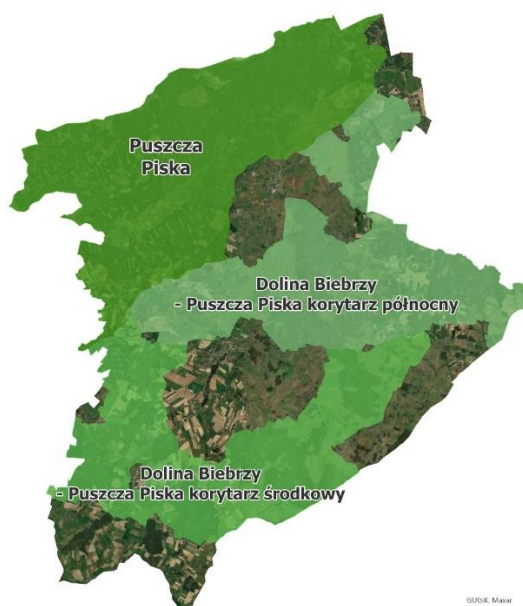 Puszcza
Piska
Dolina Biebrzy
- Puszcza Piska korytarz północny
Dolina Biebrzy
- Puszcza Piska korytarz środkowy
GUGiK, Maxar